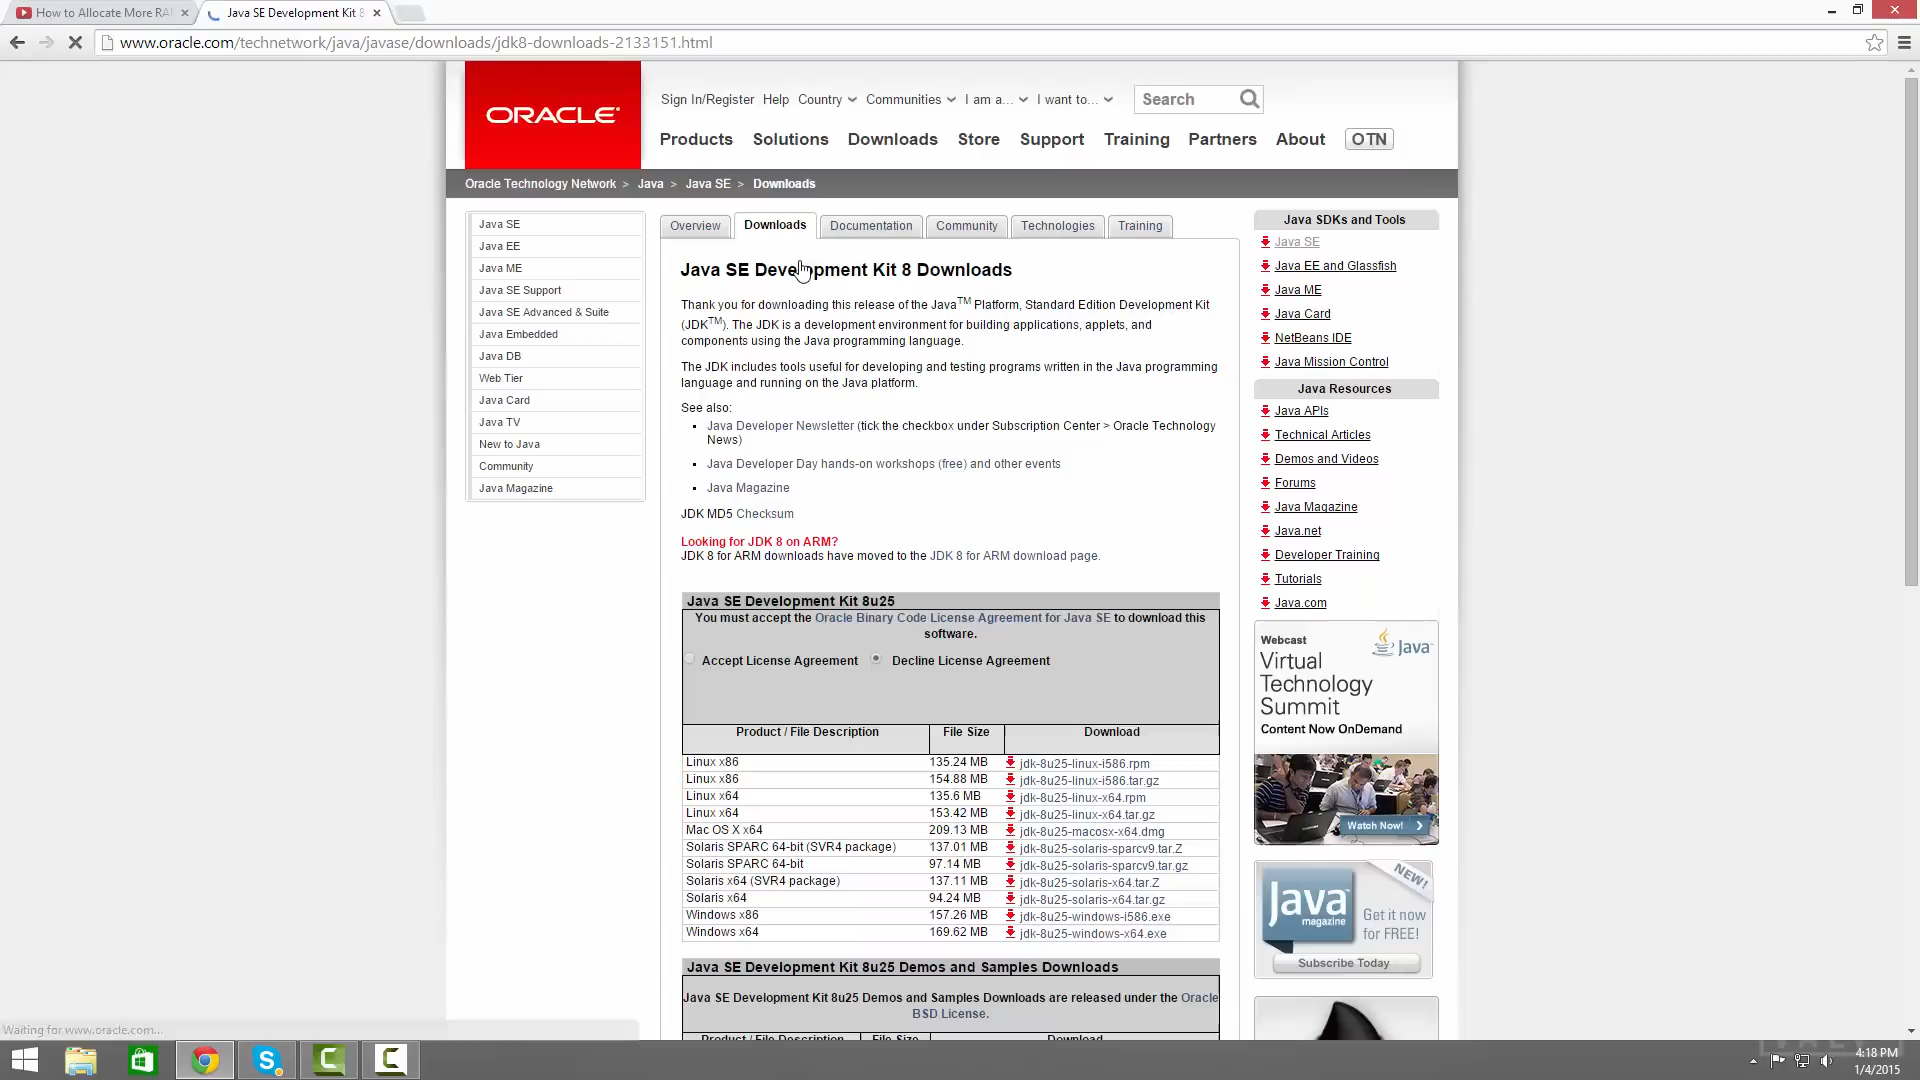 How to Allocate More RA
Java SE Development Kit 8
www.oracle.com/technetwork/java/javase/downloads/jdk8-downloads-2133151.html
ORACLE
Sign In/Register Help Country Communities I am a... I want to... Search
Products Solutions Downloads Store Support Training Partners About OTN
Oracle Technology Network > Java > Java SE > Downloads
Java SE
Java EE
Java ME
Java SE Support
Java SE Advanced & Suite
Java Embedded
Java DB
Web Tier
Java Card
Java TV
New to Java
Community
Java Magazine
Overview Downloads Documentation Community Technologies Training
Java SE Development Kit 8 Downloads
Thank you for downloading this release of the Java™ Platform, Standard Edition Development Kit
(JDK™). The JDK is a development environment for building applications, applets, and
components using the Java programming language.
The JDK includes tools useful for developing and testing programs written in the Java programming
language and running on the Java platform.
See also:
Java Developer Newsletter (tick the checkbox under Subscription Center > Oracle Technology
News)
Java Developer Day hands-on workshops (free) and other events
Java Magazine
JDK MD5 Checksum
Looking for JDK 8 on ARM?
JDK 8 for ARM downloads have moved to the JDK 8 for ARM download page.
Java SE Development Kit 8u25
You must accept the Oracle Binary Code License Agreement for Java SE to download this
software.
Accept License Agreement Decline License Agreement
Product / File Description File Size Download
Linux x86 135.24 MB jdk-8u25-linux-i586.rpm
Linux x86 154.88 MB jdk-8u25-linux-i586.tar.gz
Linux x64 135.6 MB jdk-8u25-linux-x64.rpm
Linux x64 153.42 MB jdk-8u25-linux-x64.tar.gz
Mac OS X x64 209.13 MB jdk-8u25-macosx-x64.dmg
Solaris SPARC 64-bit (SVR4 package) 137.01 MB jdk-8u25-solaris-sparcv9.tar.Z
Solaris SPARC 64-bit 97.14 MB jdk-8u25-solaris-sparcv9.tar.gz
Solaris x64 (SVR4 package) 137.11 MB jdk-8u25-solaris-x64.tar.Z
Solaris x64 94.24 MB jdk-8u25-solaris-x64.tar.gz
Windows x86 157.26 MB jdk-8u25-windows-i586.exe
Windows x64 169.62 MB jdk-8u25-windows-x64.exe
Java SE Development Kit 8u25 Demos and Samples Downloads
Java SE Development Kit 8u25 Demos and Samples Downloads are released under the Oracle
BSD License.
Product / File Description File Size Download
Java SDKs and Tools
Java SE
Java EE and Glassfish
Java ME
Java Card
NetBeans IDE
Java Mission Control
Java Resources
Java APIs
Technical Articles
Demos and Videos
Forums
Java Magazine
Java.net
Developer Training
Tutorials
Java.com
Webcast
Java
Virtual
Technology
Summit
Content Now OnDemand
Watch Now!
NEW!
Java
magazine
Get it now
for FREE!
Subscribe Today
Waiting for www.oracle.com...
4:18 PM
1/4/2015